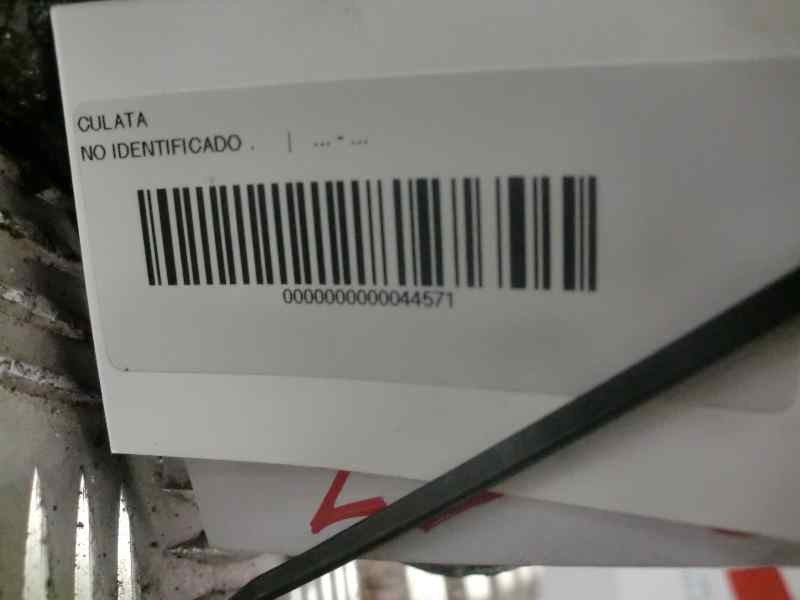 CULATA
NO IDENTIFICADO . | ... - ...
0000000000044571